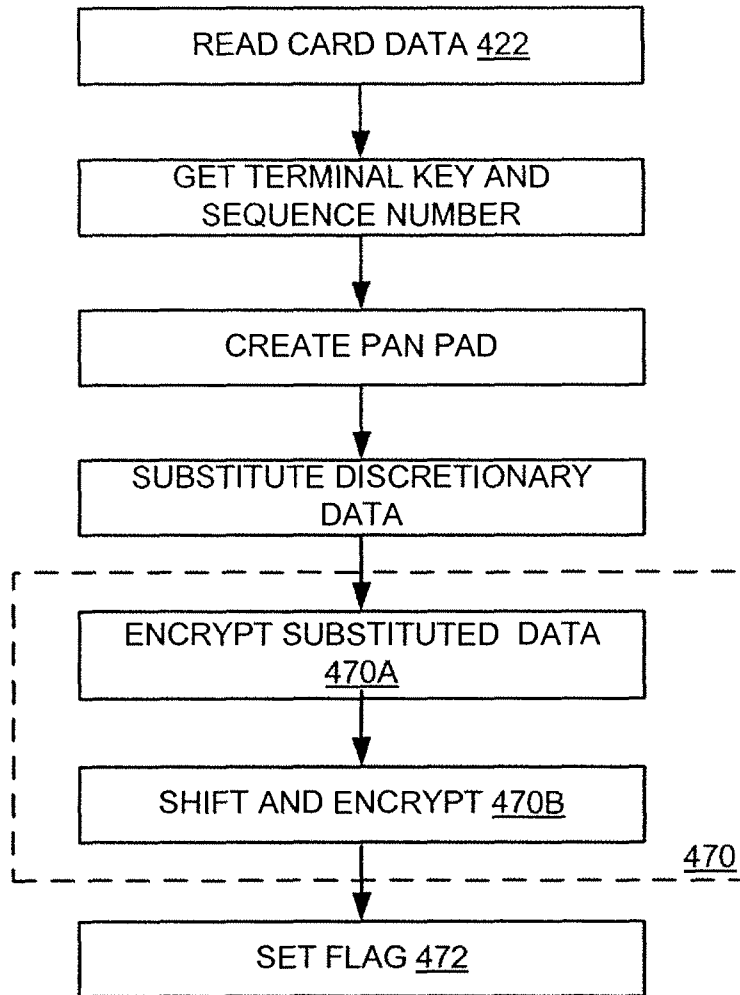 READ CARD DATA 422
GET TERMINAL KEY AND
SEQUENCE NUMBER
CREATE PAN PAD
SUBSTITUTE DISCRETIONARY
DATA
ENCRYPT SUBSTITUTED DATA
470A
SHIFT AND ENCRYPT 470B
470
SET FLAG 472